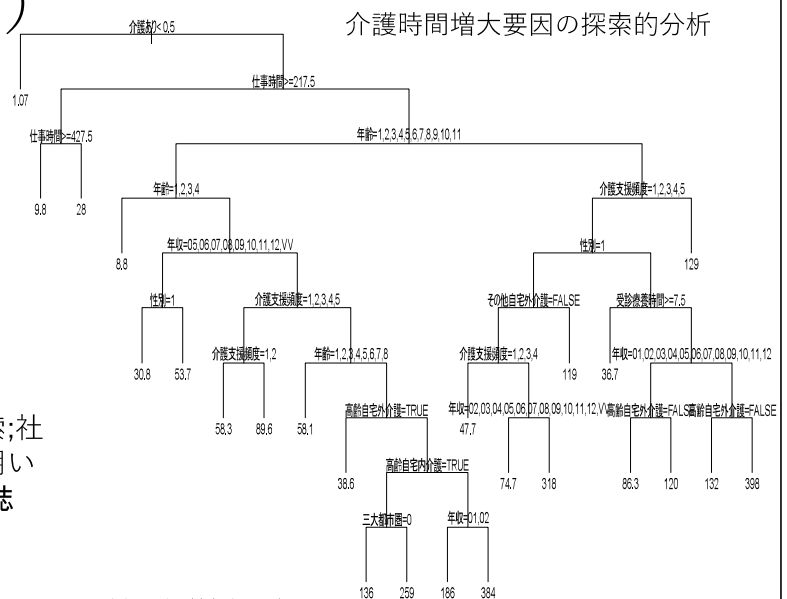 )
介護時間増大要因の探索的分析
介護あり< 0.5
仕事時間>=217.5
1.07
仕事時間>=427.5
年齢=1,2,3,4,5,6,7,8,9,10,11
年齢=1,2,3,4
介護支援頻度=1,2,3,4,5
9.8
28
年収=05,06,07,08,09,10,11,12,VV
性別=1
8.8
129
性別=1
介護支援頻度=1,2,3,4,5
その他自宅外介護=FALSE
受診療養時間>=7.5
介護支援頻度=1,2
年齢=1,2,3,4,5,6,7,8
介護支援頻度=1,2,3,4
年収=01,02,03,04,05,06,07,08,09,10,11,12
30.8
53.7
119
36.7
高齢自宅外介護=TRUE
年収=02,03,04,05,06,07,08,09,10,11,12,VV
高齢自宅外介護=FALSE
高齢自宅外介護=FALSE
58.3
89.6
58.1
47.7
;社
い
誌
高齢自宅内介護=TRUE
38.6
74.7
318
86.3
120
132
398
三大都市圏=0
年収=01,02
136
259
186
384